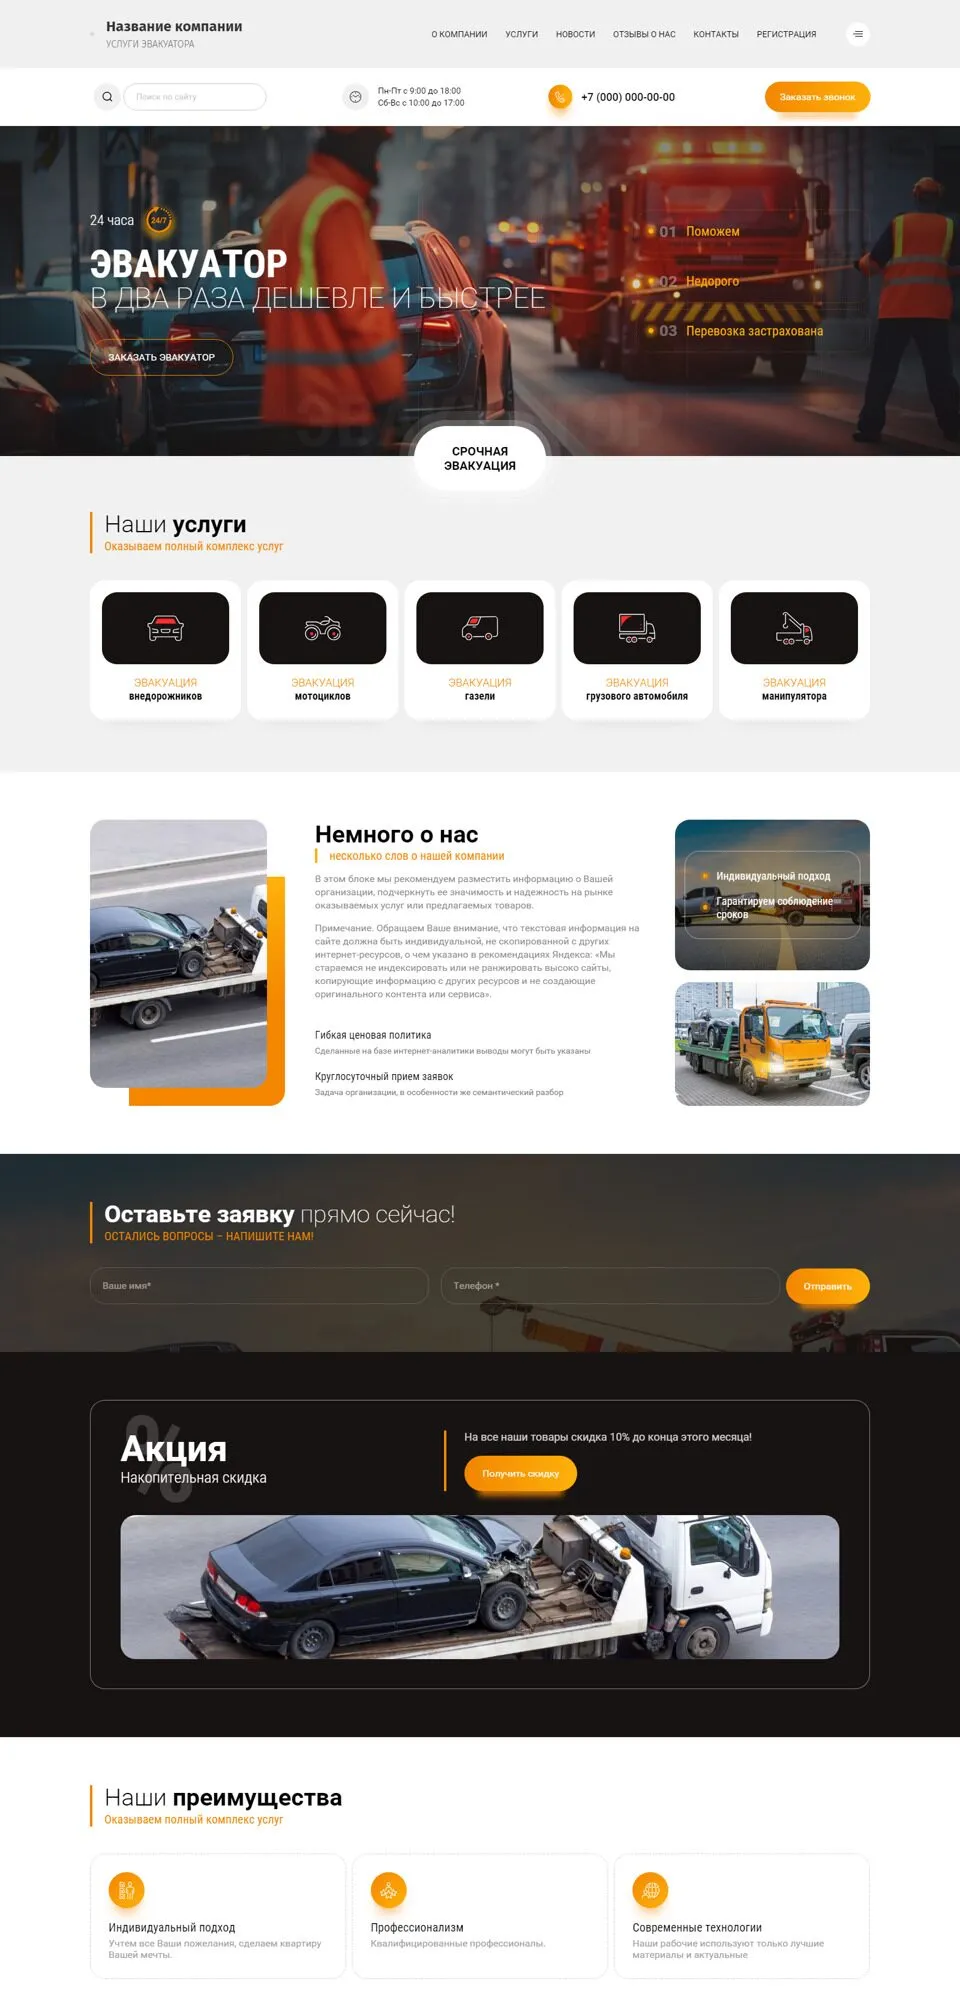 Название компании
УСЛУГИ ЭВАКУАТОРА
О КОМПАНИИ УСЛУГИ НОВОСТИ ОТЗЫВЫ О НАС КОНТАКТЫ РЕГИСТРАЦИЯ
Поиск по сайту
Пн-Пт с 9:00 до 18:00
Сб-Вс с 10:00 до 17:00
+7 (000) 000-00-00
Заказать звонок
24 часа 24/7
ЭВАКУАТОР
В ДВА РАЗА ДЕШЕВЛЕ И БЫСТРЕЕ
ЗАКАЗАТЬ ЭВАКУАТОР
01 Поможем
02 Недорого
03 Перевозка застрахована
ЭВАКУАТОР
СРОЧНАЯ
ЭВАКУАЦИЯ
Наши услуги
Оказываем полный комплекс услуг
ЭВАКУАЦИЯ
внедорожников
ЭВАКУАЦИЯ
мотоциклов
ЭВАКУАЦИЯ
газели
ЭВАКУАЦИЯ
грузового автомобиля
ЭВАКУАЦИЯ
манипулятора
Немного о нас
несколько слов о нашей компании
В этом блоке мы рекомендуем разместить информацию о Вашей
организации, подчеркнуть ее значимость и надежность на рынке
оказываемых услуг или предлагаемых товаров.
Примечание. Обращаем Ваше внимание, что текстовая информация на
сайте должна быть индивидуальной, не скопированной с других
интернет-ресурсов, о чем указано в рекомендациях Яндекса: «Мы
стараемся не индексировать или не ранжировать высоко сайты,
копирующие информацию с других ресурсов и не создающие
оригинального контента или сервиса».
Гибкая ценовая политика
Сделанные на базе интернет-аналитики выводы могут быть указаны
Круглосуточный прием заявок
Задача организации, в особенности же семантический разбор
Индивидуальный подход
Гарантируем соблюдение
сроков
Оставьте заявку прямо сейчас!
ОСТАЛИСЬ ВОПРОСЫ – НАПИШИТЕ НАМ!
Ваше имя*
Телефон *
Отправить
%
Акция
Накопительная скидка
На все наши товары скидка 10% до конца этого месяца!
Получить скидку
Наши преимущества
Оказываем полный комплекс услуг
Индивидуальный подход
Учтем все Ваши пожелания, сделаем квартиру
Вашей мечты.
Профессионализм
Квалифицированные профессионалы.
Современные технологии
Наши рабочие используют только лучшие
материалы и актуальные